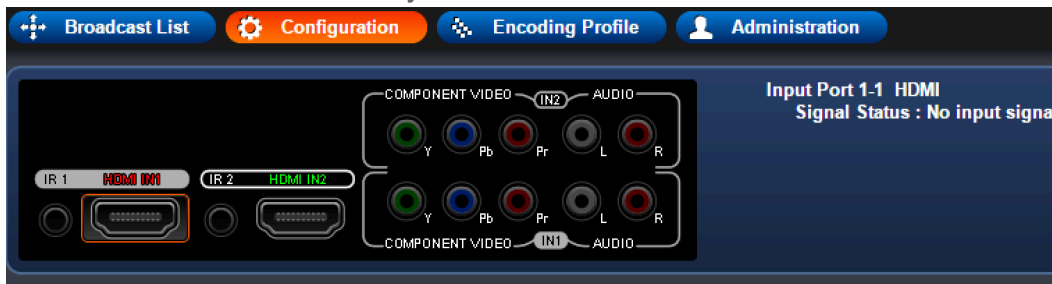 Broadcast List Configuration Encoding Profile Administration
Input Port 1-1 HDMI
Signal Status : No input signa
COMPONENT VIDEO IN2 AUDIO
Y Pb Pr L R
IR 1 HDMI IN1 IR 2 HDMI IN2
Y Pb Pr L R
COMPONENT VIDEO IN1 AUDIO